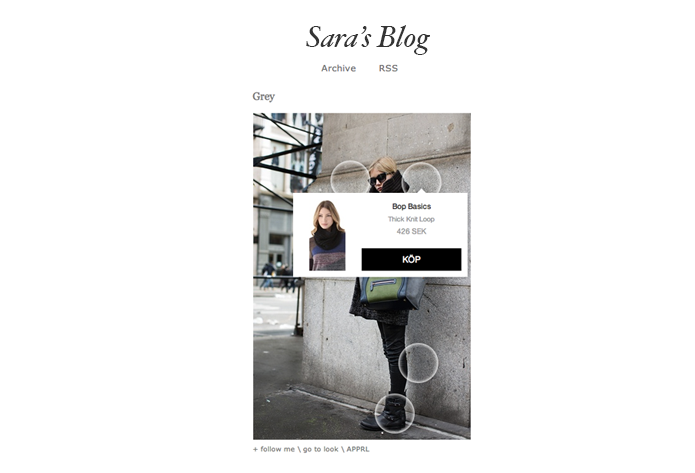 Sara's Blog
Archive RSS
Grey
Bop Basics
Thick Knit Loop
426 SEK
KÖP
+ follow me \ go to look \ APPRL